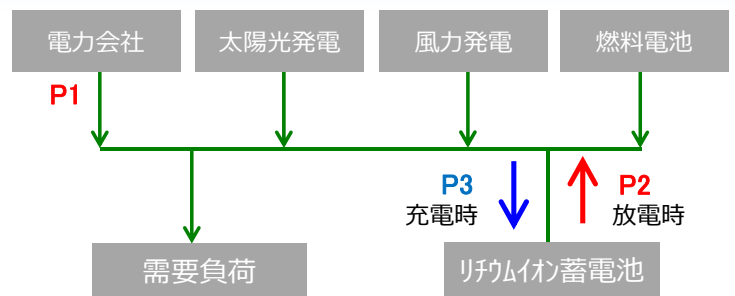 電力会社
太陽光発電
風力発電
燃料電池
P1
P3
充電時
P2
放電時
需要負荷
リチウムイオン蓄電池